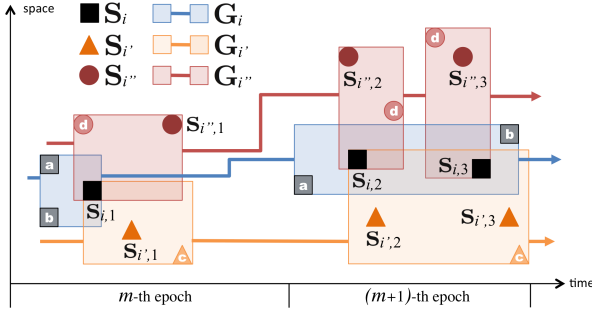 space
S_i G_i
S_{i'} G_{i'}
S_{i''} G_{i''}
d
S_{i'',1}
a
b
S_{i,1}
S_{i',1}
c
d
S_{i'',2} S_{i'',3}
d
b
a
S_{i,2} S_{i,3}
S_{i',2} S_{i',3}
c
time
m-th epoch (m+1)-th epoch